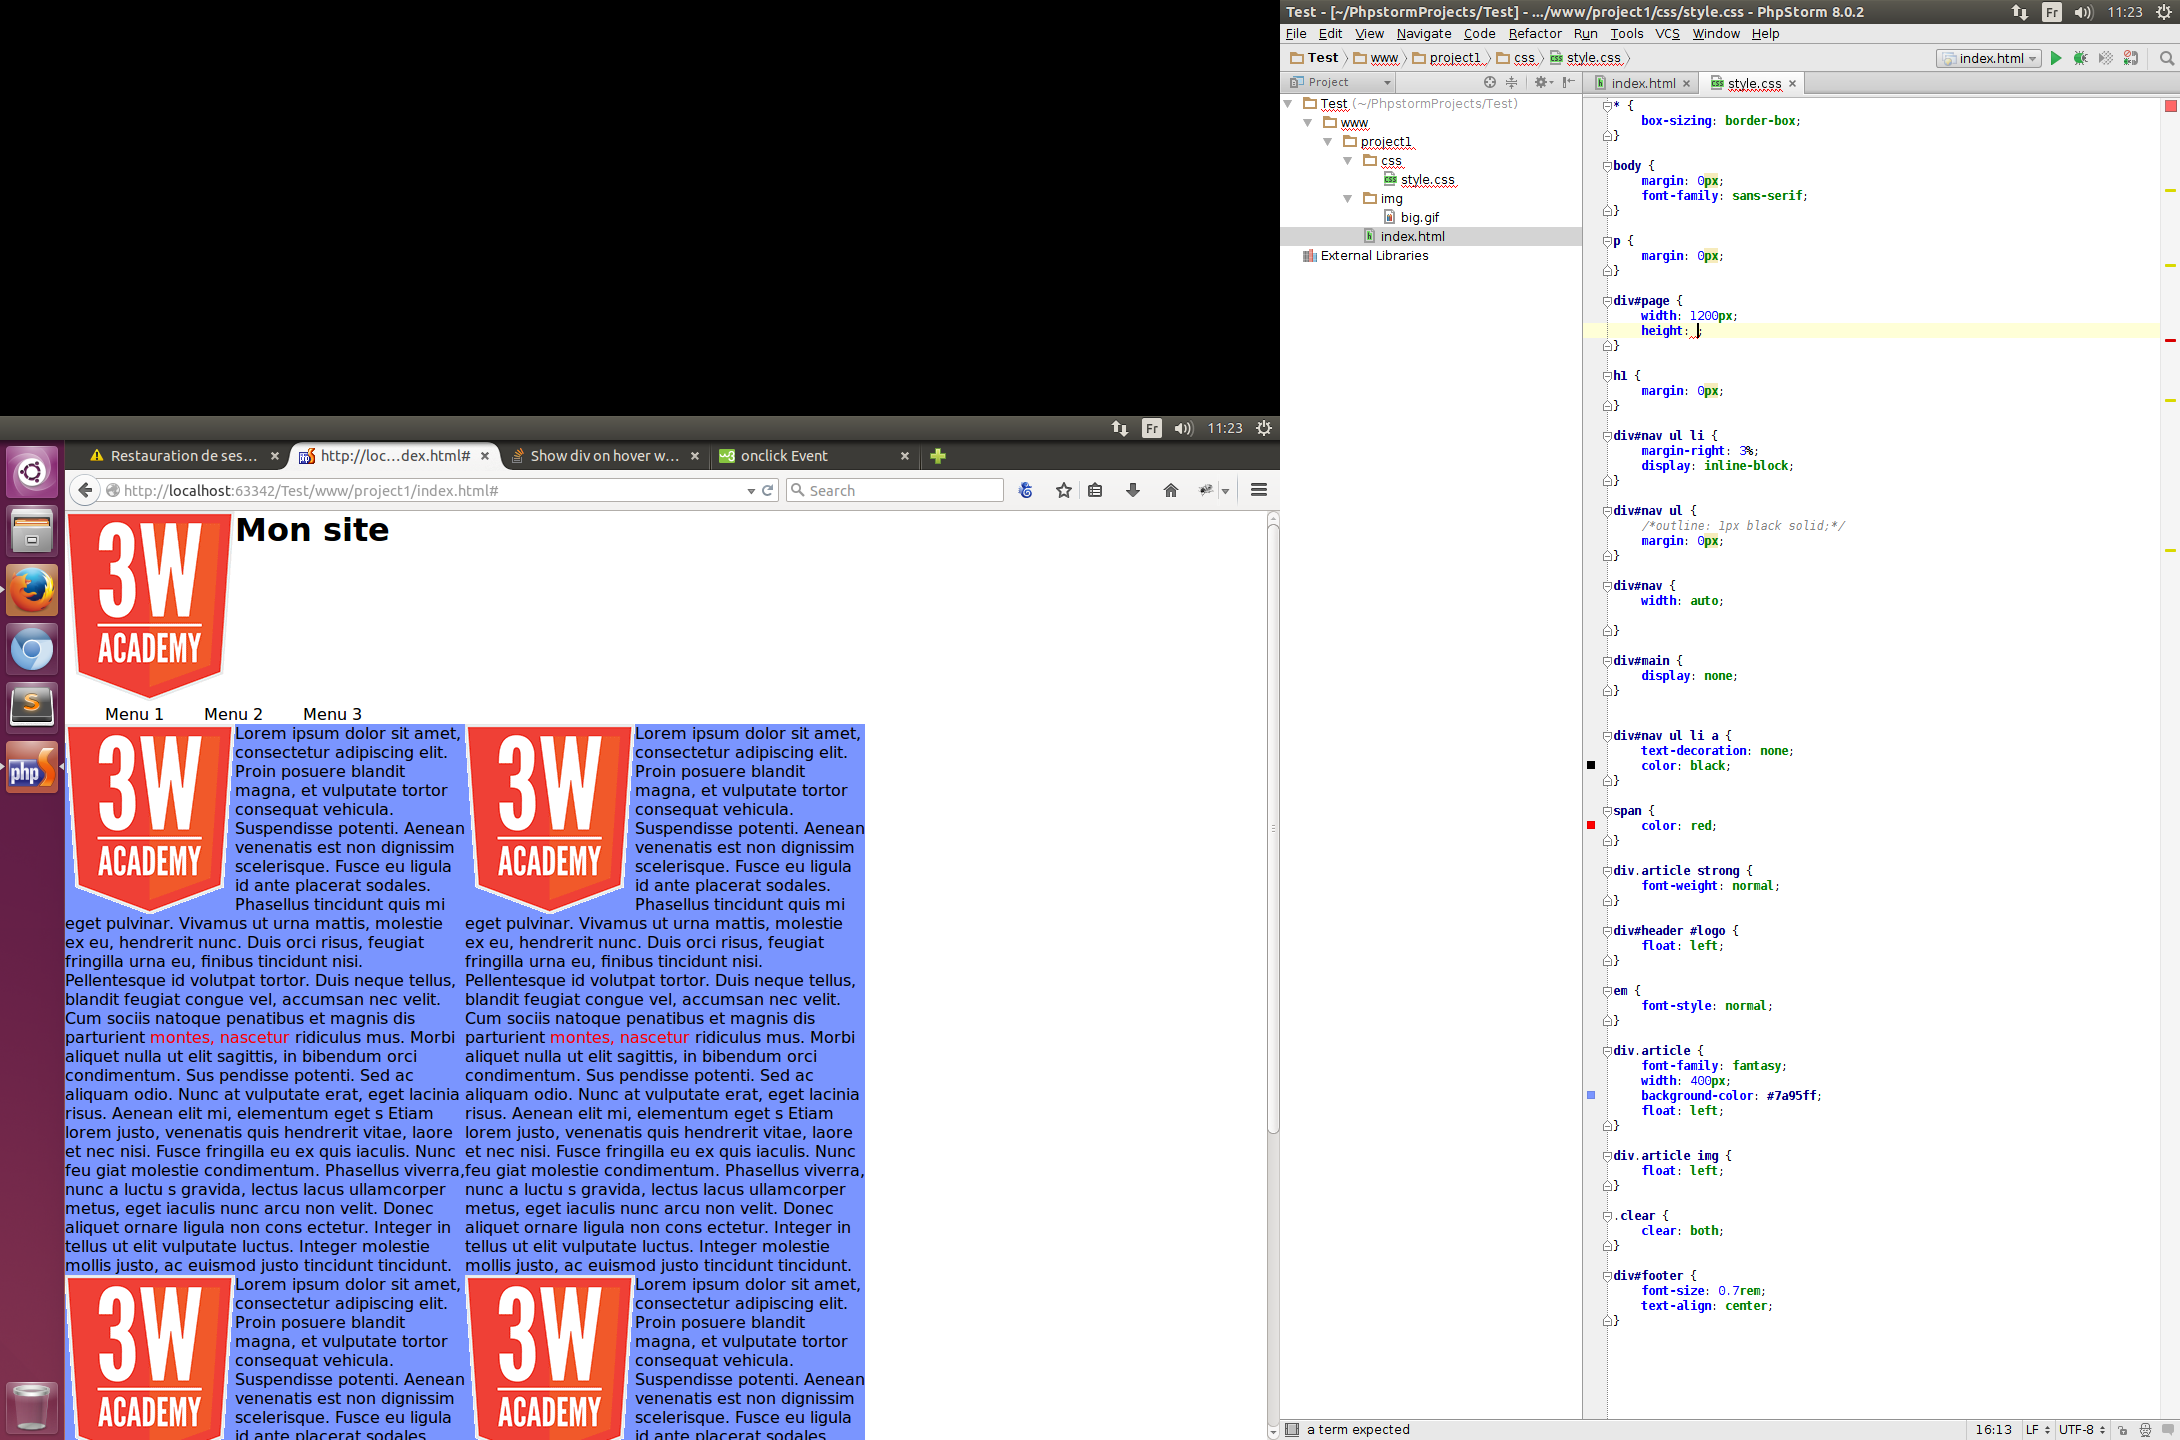 Fr
11:23
Restauration de ses...
http://loc...dex.html#
Show div on hover w...
onclick Event
http://localhost:63342/Test/www/project1/index.html#
Search
3W
ACADEMY
Mon site
Menu 1
Menu 2
Menu 3
3W
ACADEMY
Lorem ipsum dolor sit amet,
consectetur adipiscing elit.
Proin posuere blandit
magna, et vulputate tortor
consequat vehicula.
Suspendisse potenti. Aenean
venenatis est non dignissim
scelerisque. Fusce eu ligula
id ante placerat sodales.
Phasellus tincidunt quis mi
eget pulvinar. Vivamus ut urna mattis, molestie
ex eu, hendrerit nunc. Duis orci risus, feugiat
fringilla urna eu, finibus tincidunt nisi.
Pellentesque id volutpat tortor. Duis neque tellus,
blandit feugiat congue vel, accumsan nec velit.
Cum sociis natoque penatibus et magnis dis
parturient montes, nascetur ridiculus mus. Morbi
aliquet nulla ut elit sagittis, in bibendum orci
condimentum. Sus pendisse potenti. Sed ac
aliquam odio. Nunc at vulputate erat, eget lacinia
risus. Aenean elit mi, elementum eget s Etiam
lorem justo, venenatis quis hendrerit vitae, laore
et nec nisi. Fusce fringilla eu ex quis iaculis. Nunc
feu giat molestie condimentum. Phasellus viverra,
nunc a luctu s gravida, lectus lacus ullamcorper
metus, eget iaculis nunc arcu non velit. Donec
aliquet ornare ligula non cons ectetur. Integer in
tellus ut elit vulputate luctus. Integer molestie
mollis justo, ac euismod justo tincidunt tincidunt.
3W
ACADEMY
Lorem ipsum dolor sit amet,
consectetur adipiscing elit.
Proin posuere blandit
magna, et vulputate tortor
consequat vehicula.
Suspendisse potenti. Aenean
venenatis est non dignissim
scelerisque. Fusce eu ligula
id ante placerat sodales.
Phasellus tincidunt quis mi
eget pulvinar. Vivamus ut urna mattis, molestie
ex eu, hendrerit nunc. Duis orci risus, feugiat
fringilla urna eu, finibus tincidunt nisi.
Pellentesque id volutpat tortor. Duis neque tellus,
blandit feugiat congue vel, accumsan nec velit.
Cum sociis natoque penatibus et magnis dis
parturient montes, nascetur ridiculus mus. Morbi
aliquet nulla ut elit sagittis, in bibendum orci
condimentum. Sus pendisse potenti. Sed ac
aliquam odio. Nunc at vulputate erat, eget lacinia
risus. Aenean elit mi, elementum eget s Etiam
lorem justo, venenatis quis hendrerit vitae, laore
et nec nisi. Fusce fringilla eu ex quis iaculis. Nunc
feu giat molestie condimentum. Phasellus viverra,
nunc a luctu s gravida, lectus lacus ullamcorper
metus, eget iaculis nunc arcu non velit. Donec
aliquet ornare ligula non cons ectetur. Integer in
tellus ut elit vulputate luctus. Integer molestie
mollis justo, ac euismod justo tincidunt tincidunt.
3W
ACADEMY
Lorem ipsum dolor sit amet,
consectetur adipiscing elit.
Proin posuere blandit
magna, et vulputate tortor
consequat vehicula.
Suspendisse potenti. Aenean
venenatis est non dignissim
scelerisque. Fusce eu ligula
id ante placerat sodales.
3W
ACADEMY
Lorem ipsum dolor sit amet,
consectetur adipiscing elit.
Proin posuere blandit
magna, et vulputate tortor
consequat vehicula.
Suspendisse potenti. Aenean
venenatis est non dignissim
scelerisque. Fusce eu ligula
id ante placerat sodales.
S
php
Test - [~/PhpstormProjects/Test] - .../www/project1/css/style.css - PhpStorm 8.0.2
Fr
11:23
File Edit View Navigate Code Refactor Run Tools VCS Window Help
Test www project1 css style.css
index.html
Project
Test (~/PhpstormProjects/Test)
www
project1
css
style.css
img
big.gif
index.html
External Libraries
index.html
style.css
* {
box-sizing: border-box;
}
body {
margin: 0px;
font-family: sans-serif;
}
p {
margin: 0px;
}
div#page {
width: 1200px;
height: ;
}
h1 {
margin: 0px;
}
div#nav ul li {
margin-right: 3%;
display: inline-block;
}
div#nav ul {
/*outline: 1px black solid;*/
margin: 0px;
}
div#nav {
width: auto;
}
div#main {
display: none;
}
div#nav ul li a {
text-decoration: none;
color: black;
}
span {
color: red;
}
div.article strong {
font-weight: normal;
}
div#header #logo {
float: left;
}
em {
font-style: normal;
}
div.article {
font-family: fantasy;
width: 400px;
background-color: #7a95ff;
float: left;
}
div.article img {
float: left;
}
.clear {
clear: both;
}
div#footer {
font-size: 0.7rem;
text-align: center;
}
a term expected
16:13
LF
UTF-8